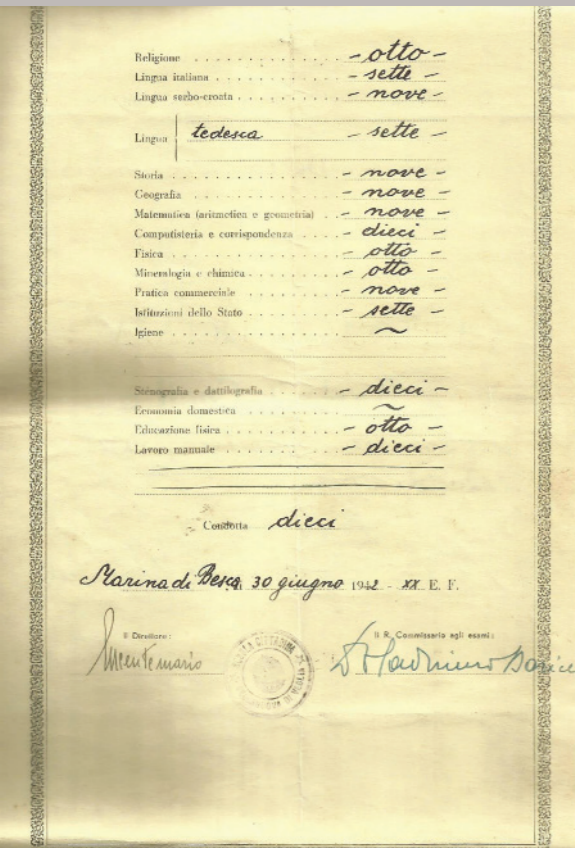 Religione - otto -
Lingua italiana - sette -
Lingua serbo-croata - nove -
Lingua tedesca - sette -
Storia - nove -
Geografia - nove -
Matematica (aritmetica e geometria) - nove -
Computisteria e corrispondenza - dieci -
Fisica - otto -
Mineralogia e chimica - otto -
Pratica commerciale - nove -
Istituzioni dello Stato - sette -
Igiene ~
Stenografia e dattilografia - dieci -
Economia domestica ~
Educazione fisica - otto -
Lavoro manuale - dieci -
Condotta dieci
Marina di Besca, 30 giugno 1942 - XX E. F.
Il Direttore:
Il R. Commissario agli esami:
CITTADINA